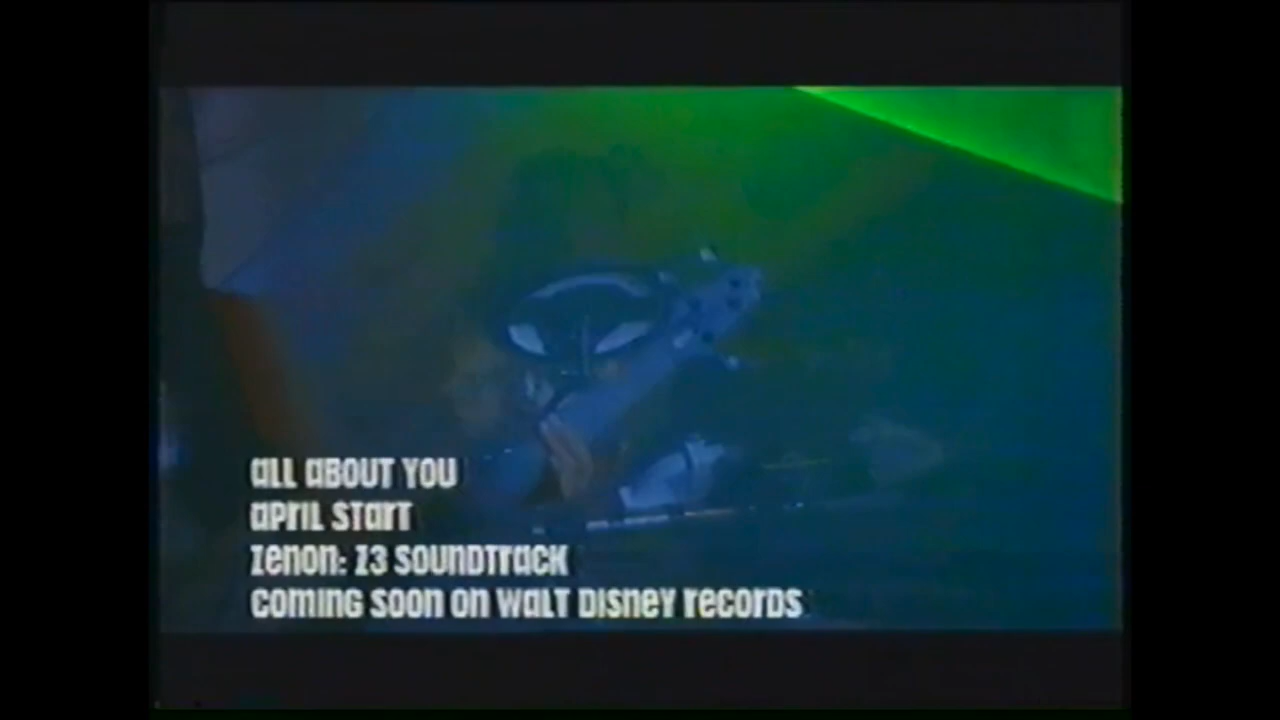 ALL ABOUT YOU
APRIL START
ZENON: Z3 SOUNDTRACK
COMING SOON ON WALT DISNEY RECORDS